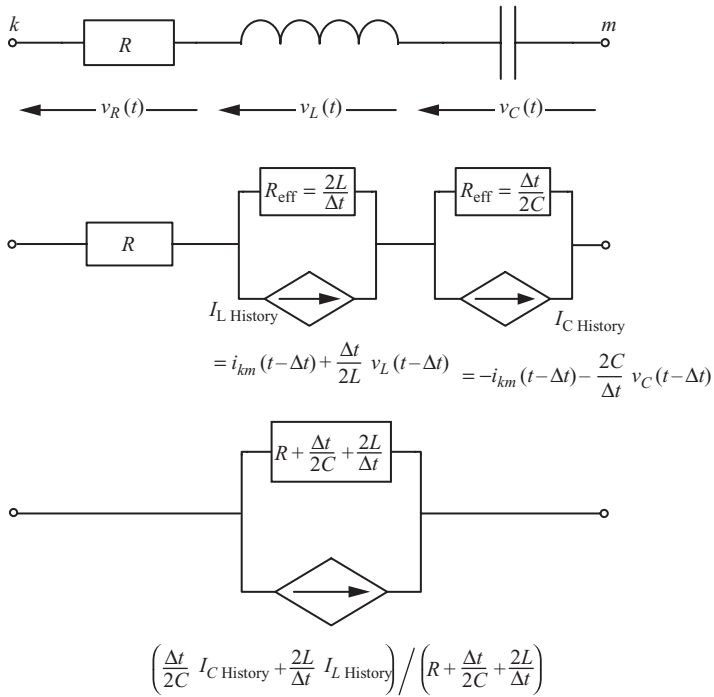 k m
R
v_R(t) v_L(t) v_C(t)
R_eff = 2L/Δt R_eff = Δt/2C
R
I_L History I_C History
= i_km(t−Δt) + Δt/2L v_L(t−Δt) = −i_km(t−Δt) − 2C/Δt v_C(t−Δt)
R + Δt/2C + 2L/Δt
(Δt/2C I_C History + 2L/Δt I_L History) / (R + Δt/2C + 2L/Δt)